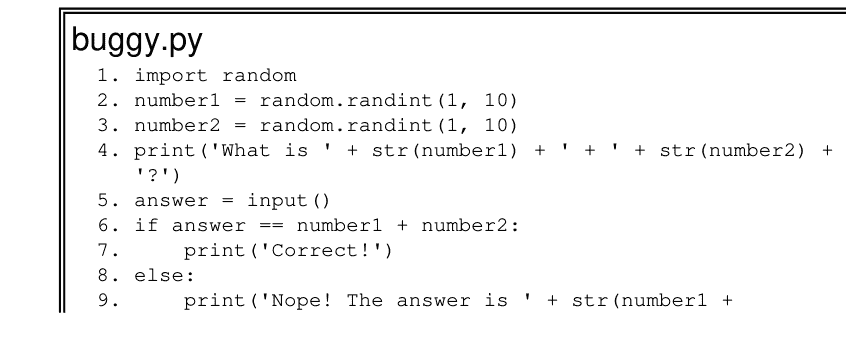 buggy.py
1. import random
2. number1 = random.randint(1, 10)
3. number2 = random.randint(1, 10)
4. print('What is ' + str(number1) + ' + ' + str(number2) +
'?')
5. answer = input()
6. if answer == number1 + number2:
7.     print('Correct!')
8. else:
9.     print('Nope! The answer is ' + str(number1 +